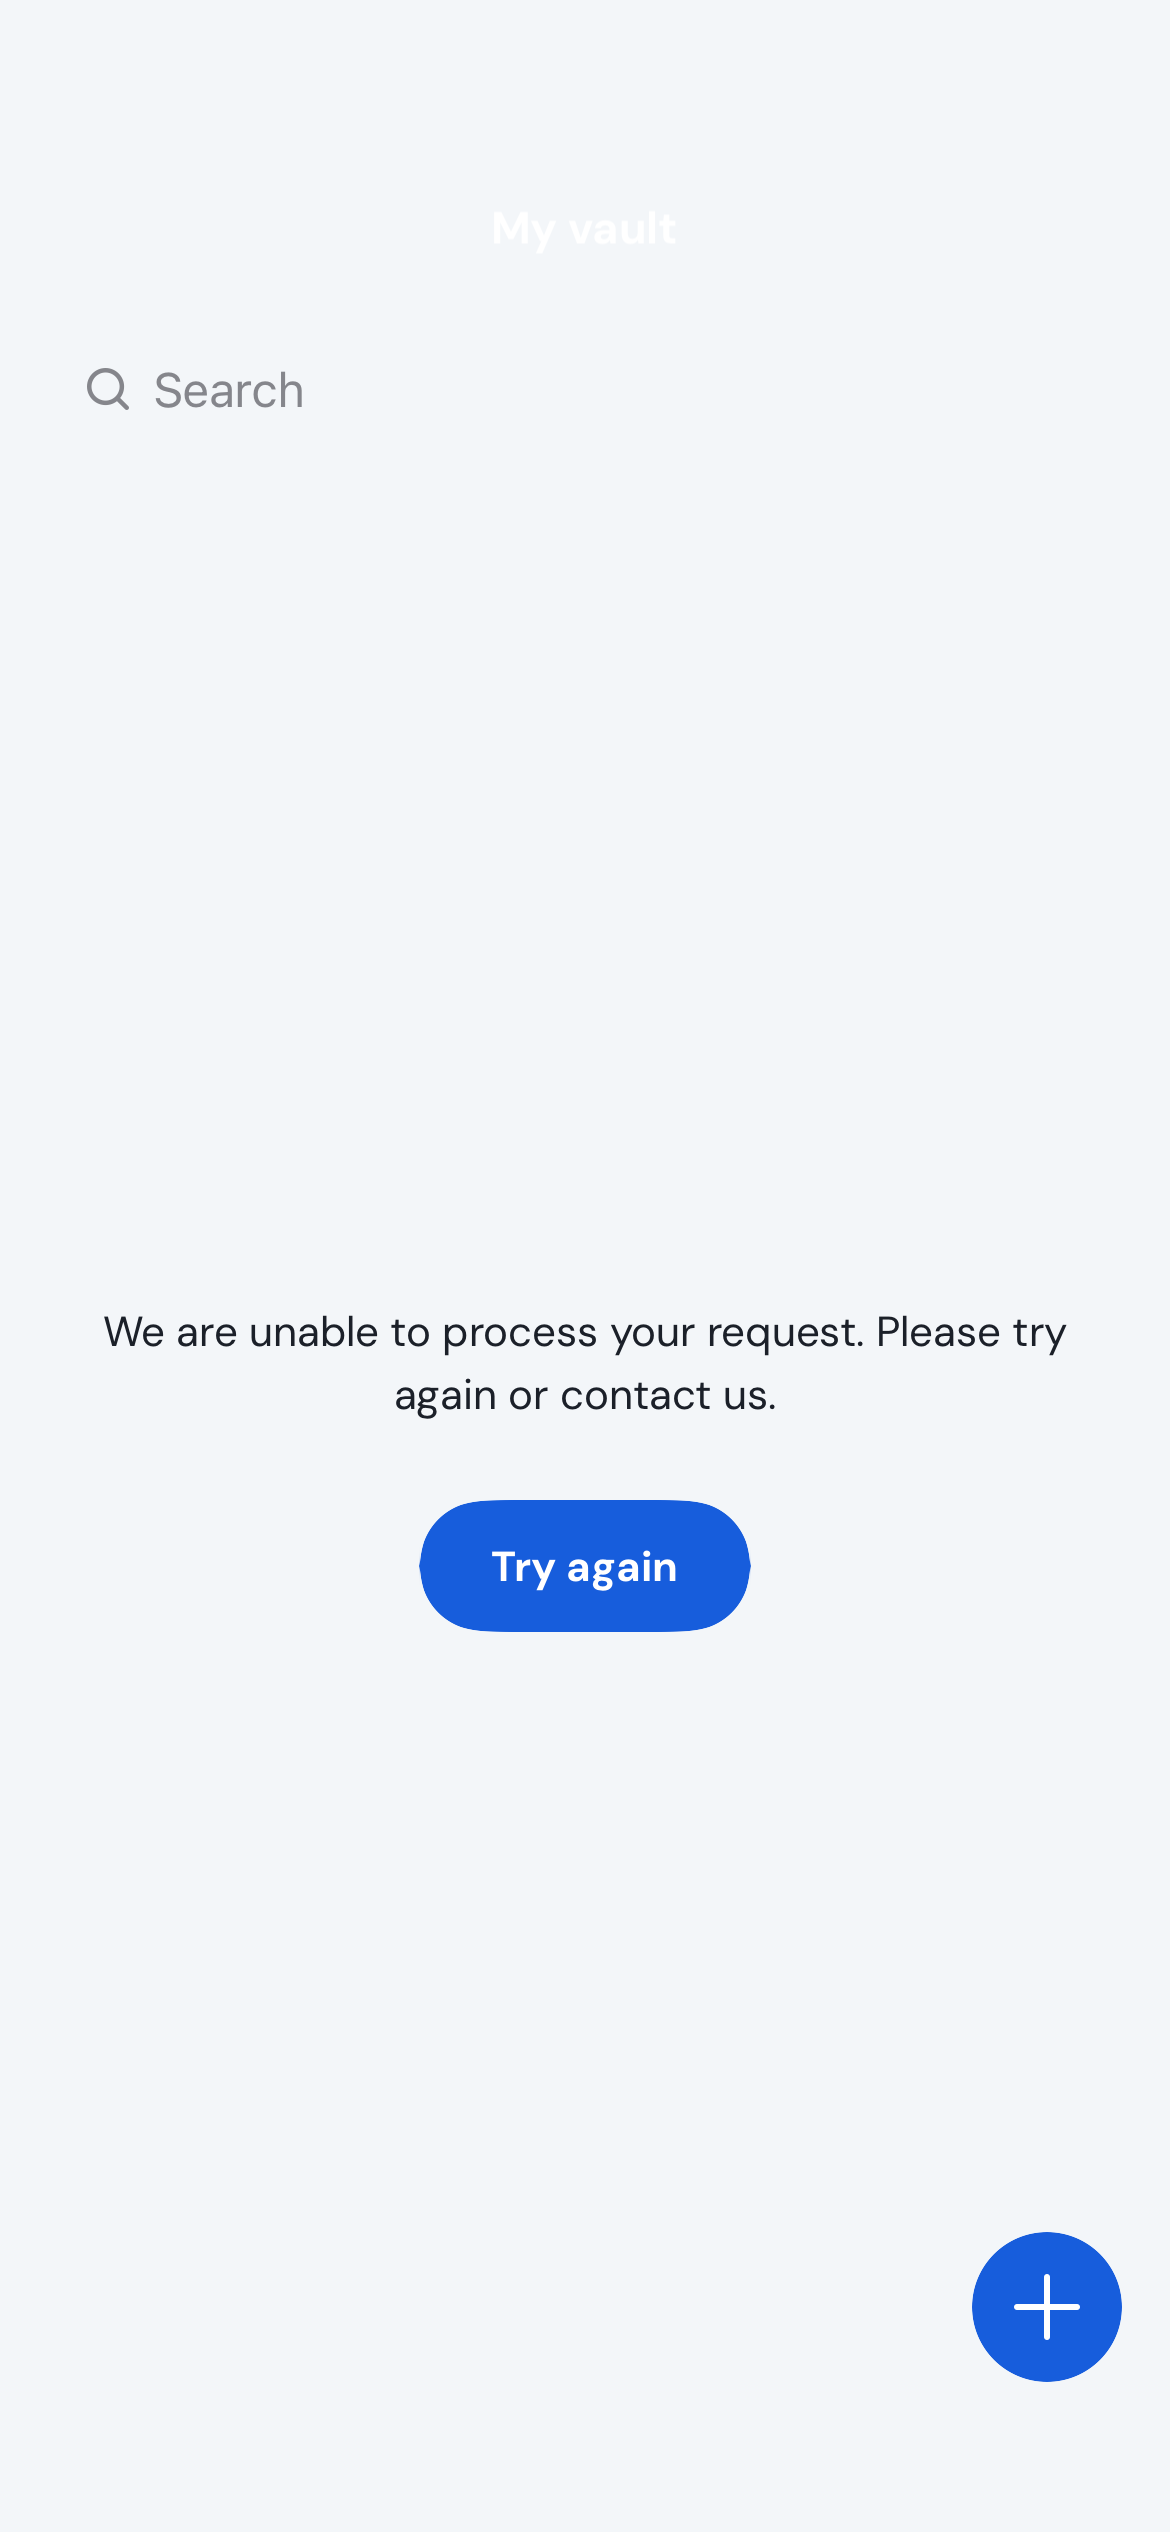 My vault
Search
We are unable to process your request. Please try
again or contact us.
Try again